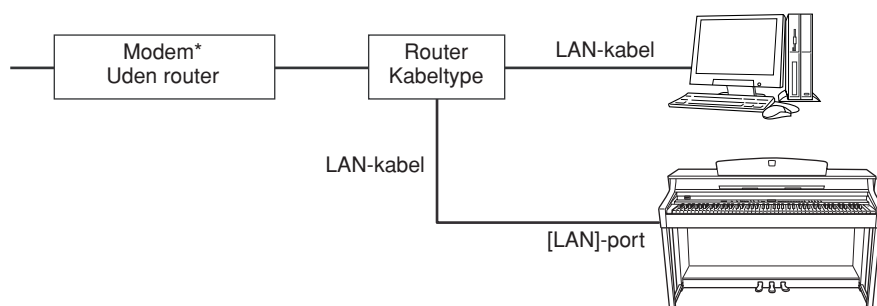 Modem*
Uden router
Router
Kabeltype
LAN-kabel
LAN-kabel
[LAN]-port